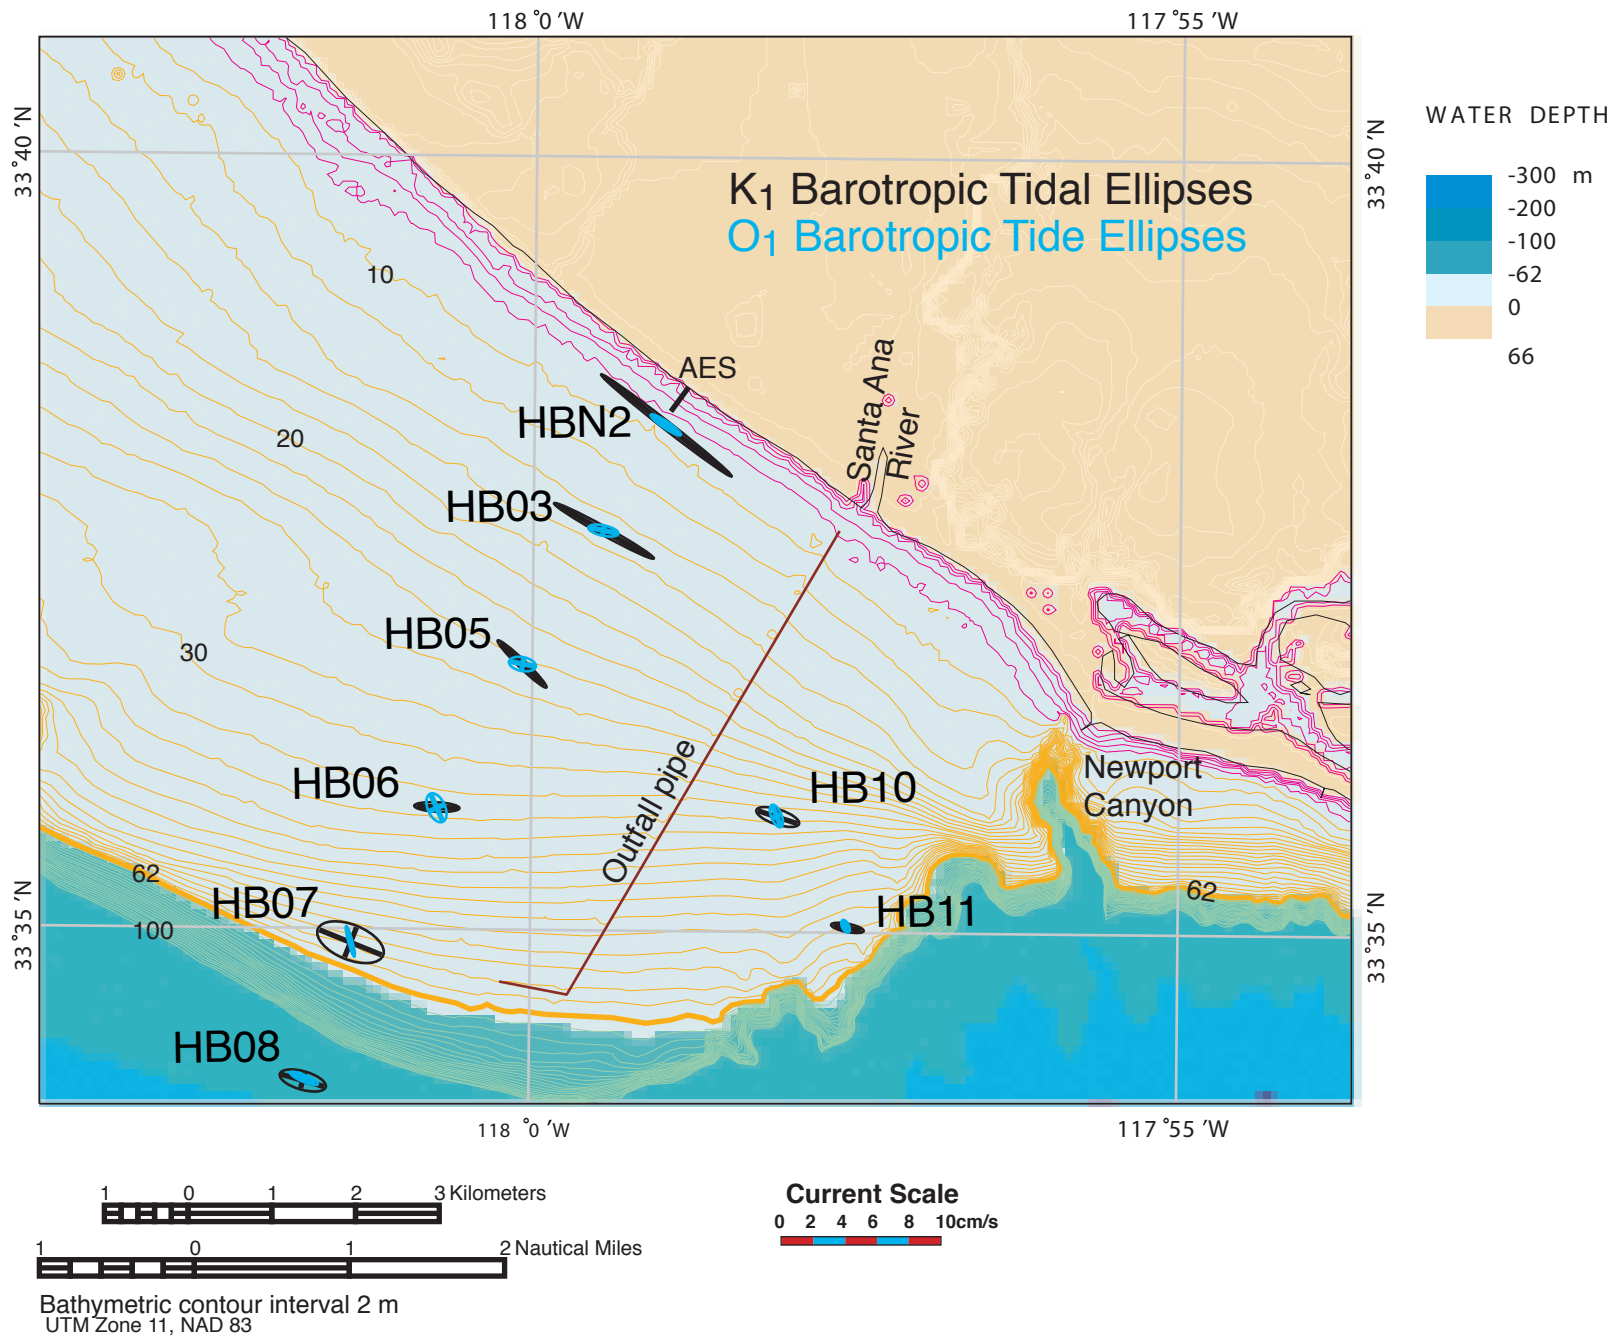 118 °0 ′W
117 °55 ′W
33 °40 ′N
33 °40 ′N
WATER DEPTH
-300 m
-200
-100
-62
0
66
K1 Barotropic Tidal Ellipses
O1 Barotropic Tide Ellipses
10
AES
HBN2
20
Santa Ana
River
HB03
HB05
30
Outfall pipe
HB06
HB10
Newport
Canyon
62
62
HB07
100
HB11
33 °35 ′N
33 °35 ′N
HB08
118 °0 ′W
117 °55 ′W
1 0 1 2 3 Kilometers
Current Scale
0 2 4 6 8 10cm/s
1 0 1 2 Nautical Miles
Bathymetric contour interval 2 m
UTM Zone 11, NAD 83